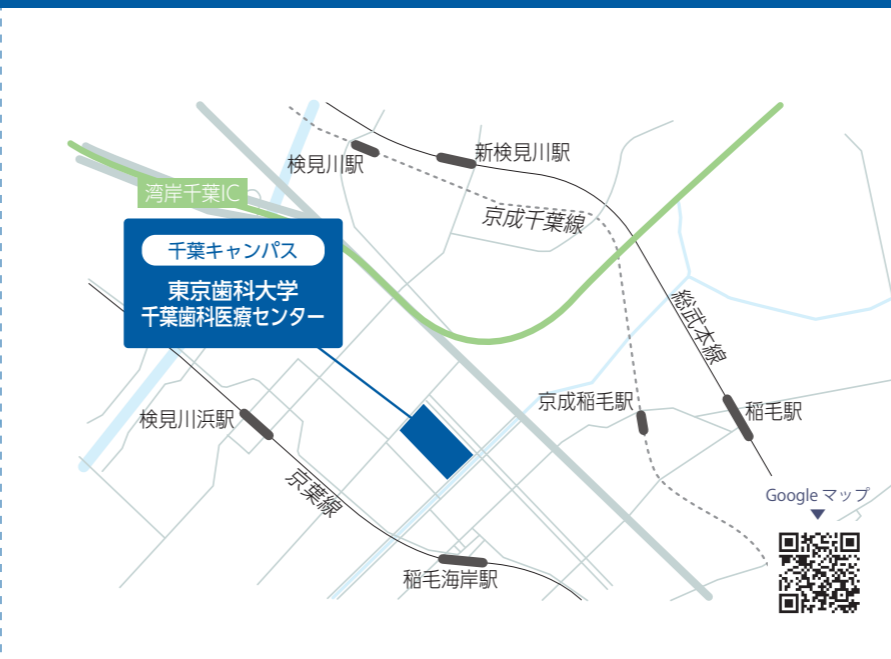 検見川駅
新検見川駅
湾岸千葉IC
京成千葉線
千葉キャンパス
東京歯科大学
千葉歯科医療センター
総武本線
検見川浜駅
京成稲毛駅
稲毛駅
京葉線
Google マップ
稲毛海岸駅